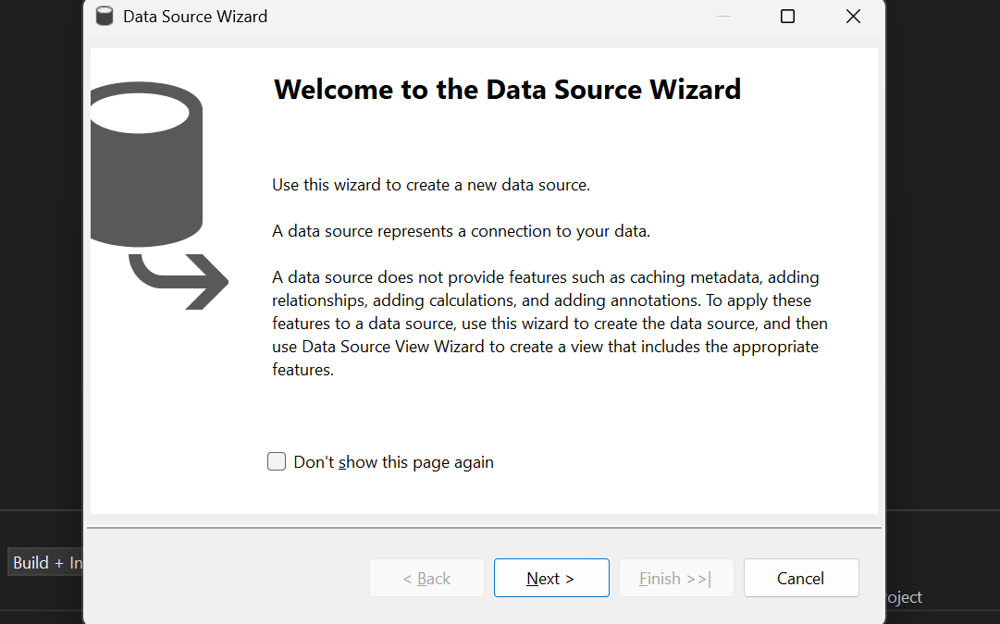 Data Source Wizard
Welcome to the Data Source Wizard
Use this wizard to create a new data source.
A data source represents a connection to your data.
A data source does not provide features such as caching metadata, adding
relationships, adding calculations, and adding annotations. To apply these
features to a data source, use this wizard to create the data source, and then
use Data Source View Wizard to create a view that includes the appropriate
features.
Don't show this page again
Build + In
< Back
Next >
Finish >>|
Cancel
oject